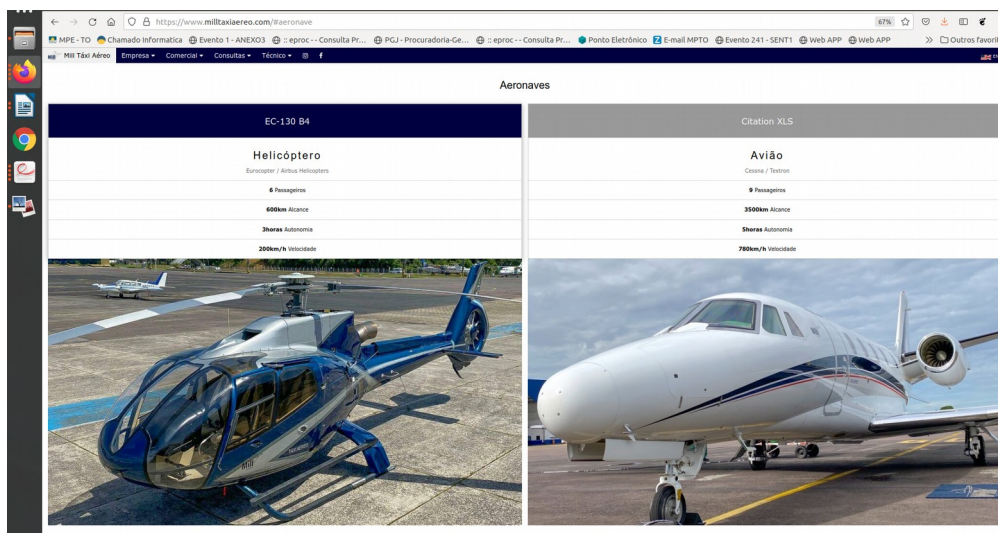 https://www.milltaxiaereo.com/#aeronave
67%
MPE - TO Chamado Informatica Evento 1 - ANEXO3 :: eproc - - Consulta Pr... PGJ - Procuradoria-Ge... :: eproc - - Consulta Pr... Ponto Eletrônico E-mail MPTO Evento 241 - SENT1 Web APP Web APP Outros favorit
Mill Táxi Aéreo Empresa Comercial Consultas Técnico
Aeronaves
EC-130 B4
Helicóptero
Eurocopter / Airbus Helicopters
6 Passageiros
600km Alcance
3horas Autonomia
200km/h Velocidade
Mill
Citation XLS
Avião
Cessna / Textron
9 Passageiros
3500km Alcance
5horas Autonomia
780km/h Velocidade